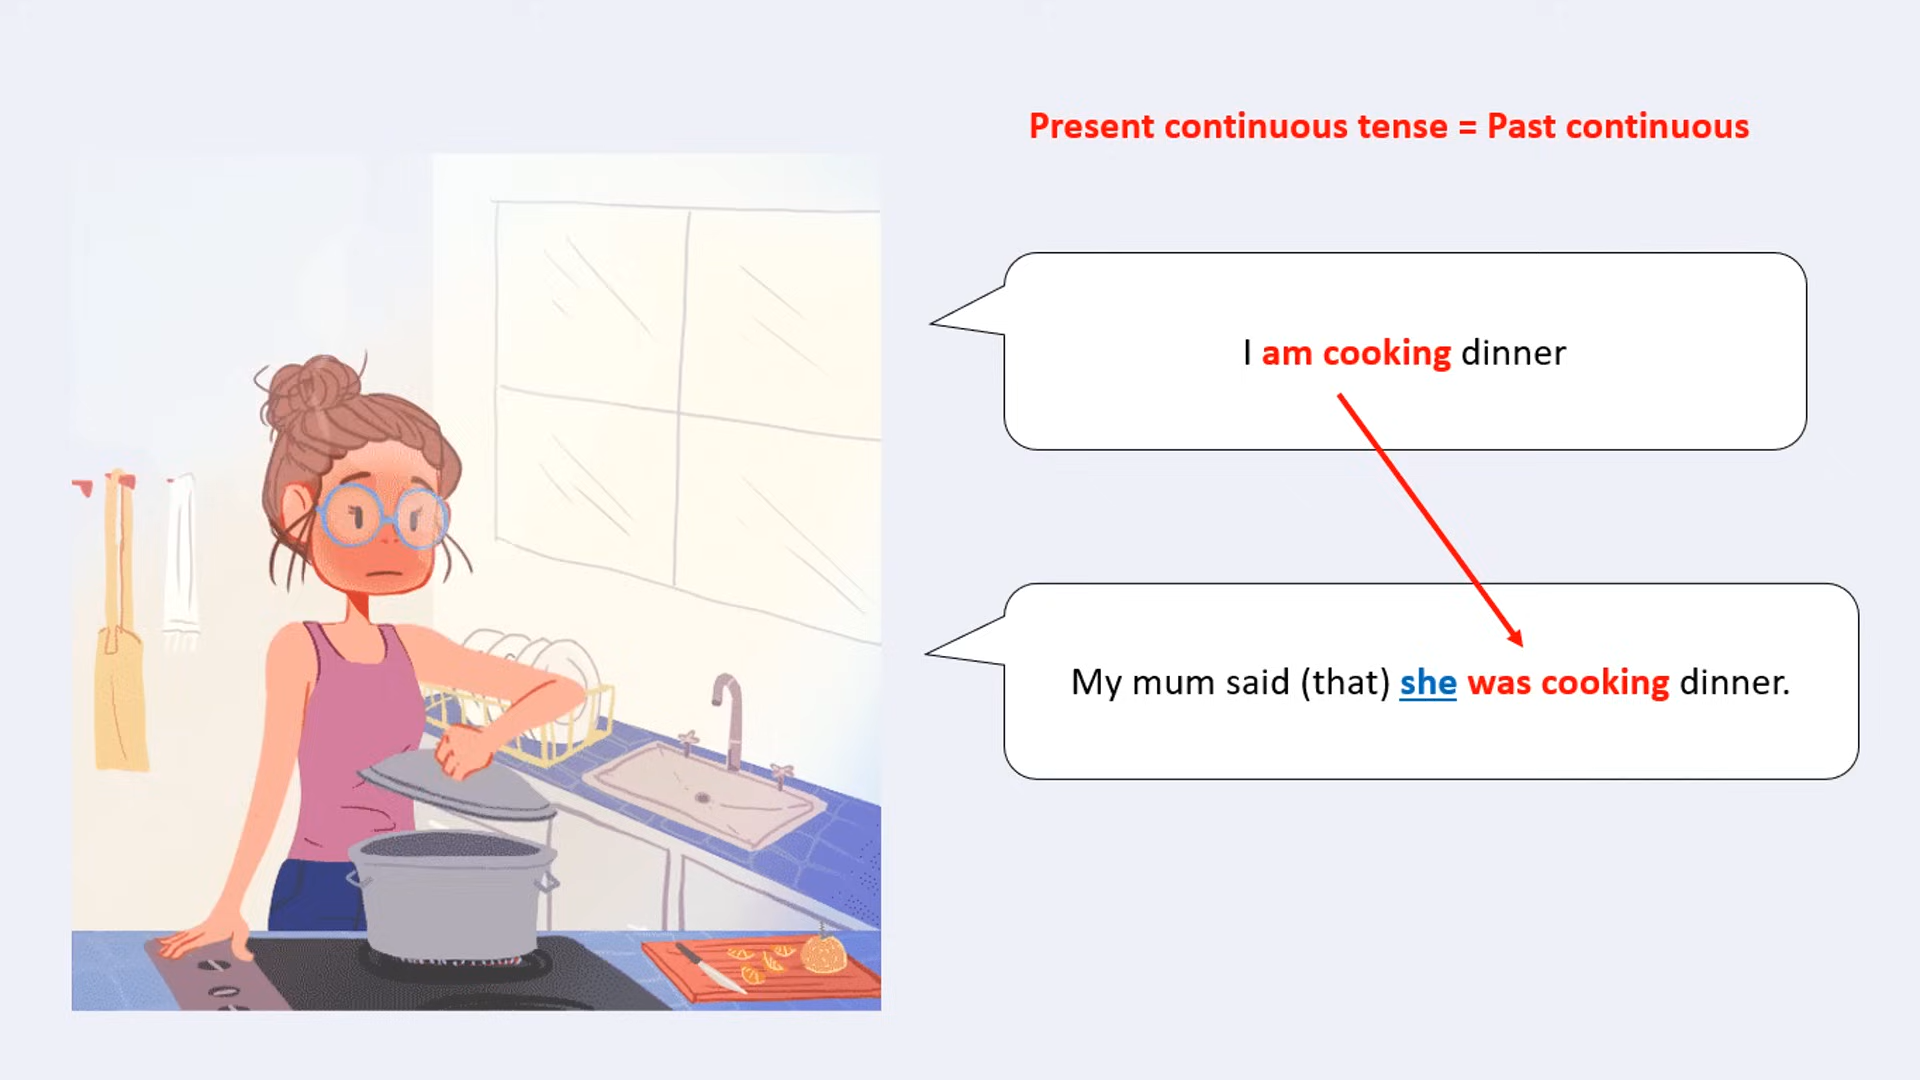 Present continuous tense = Past continuous
I am cooking dinner
My mum said (that) she was cooking dinner.